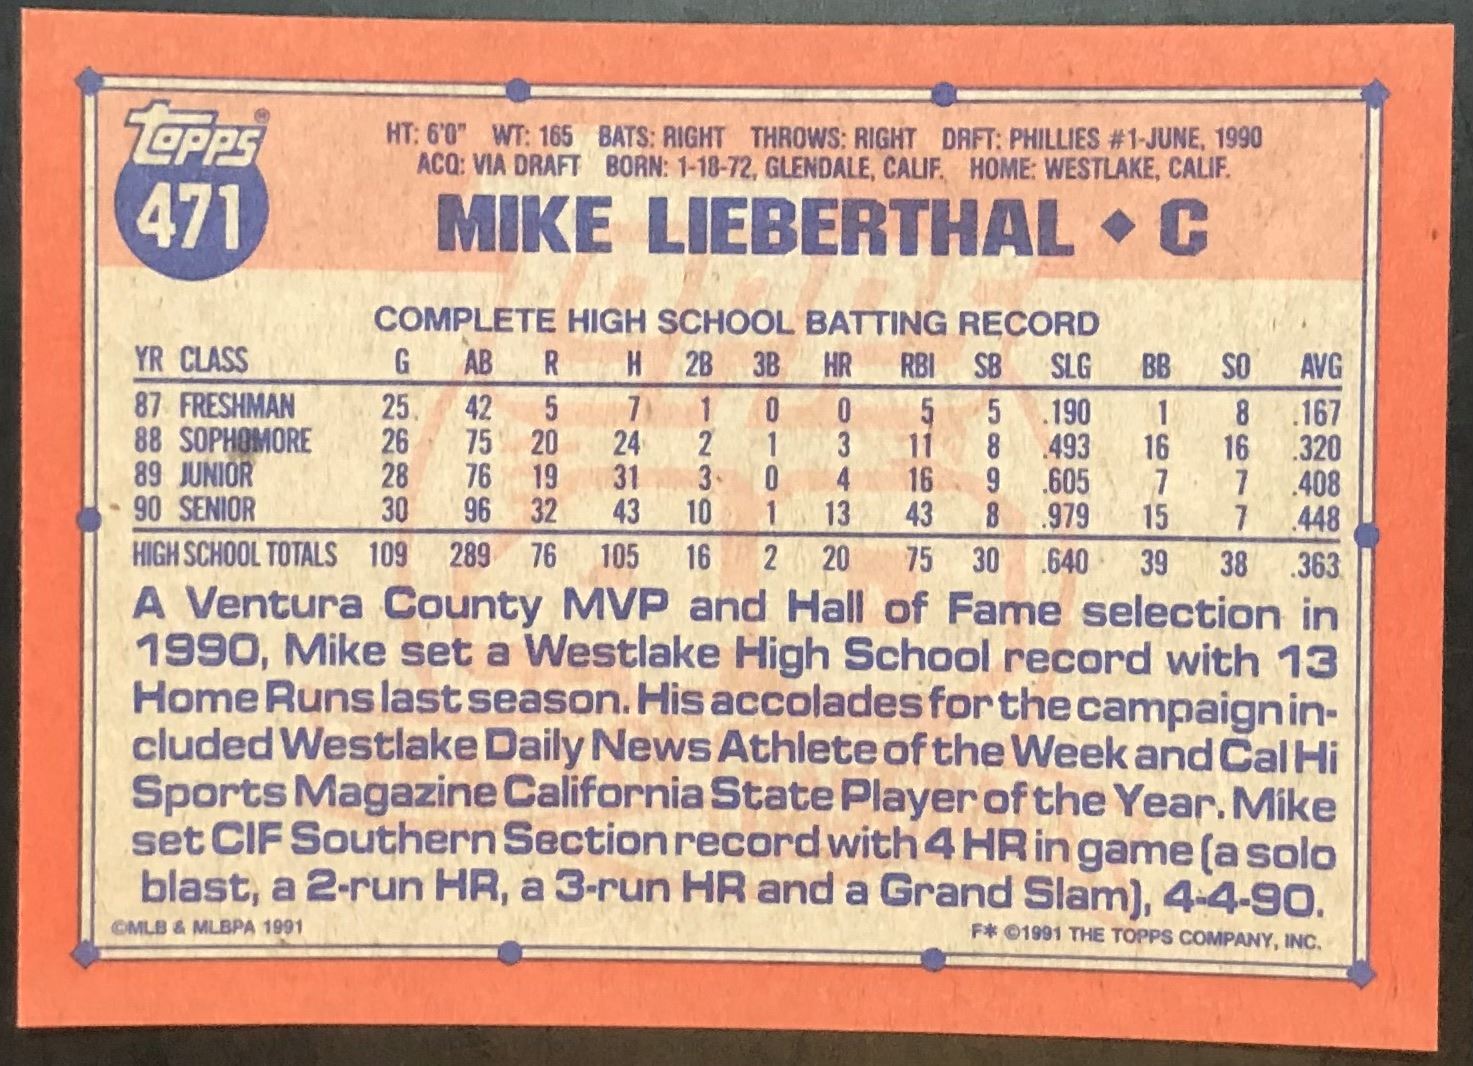 topps®
471
HT: 6'0" WT: 165 BATS: RIGHT THROWS: RIGHT DRFT: PHILLIES #1-JUNE, 1990
ACQ: VIA DRAFT BORN: 1-18-72, GLENDALE, CALIF. HOME: WESTLAKE, CALIF.
MIKE LIEBERTHAL ◆ C
COMPLETE HIGH SCHOOL BATTING RECORD
YR CLASS G AB R H 2B 3B HR RBI SB SLG BB SO AVG
87 FRESHMAN 25 42 5 7 1 0 0 5 5 .190 1 8 .167
88 SOPHOMORE 26 75 20 24 2 1 3 11 8 .493 16 16 .320
89 JUNIOR 28 76 19 31 3 0 4 16 9 .605 7 7 .408
90 SENIOR 30 96 32 43 10 1 13 43 8 .979 15 7 .448
HIGH SCHOOL TOTALS 109 289 76 105 16 2 20 75 30 .640 39 38 .363
A Ventura County MVP and Hall of Fame selection in
1990, Mike set a Westlake High School record with 13
Home Runs last season. His accolades for the campaign in-
cluded Westlake Daily News Athlete of the Week and Cal Hi
Sports Magazine California State Player of the Year. Mike
set CIF Southern Section record with 4 HR in game (a solo
blast, a 2-run HR, a 3-run HR and a Grand Slam), 4-4-90.
©MLB & MLBPA 1991
F* ©1991 THE TOPPS COMPANY, INC.